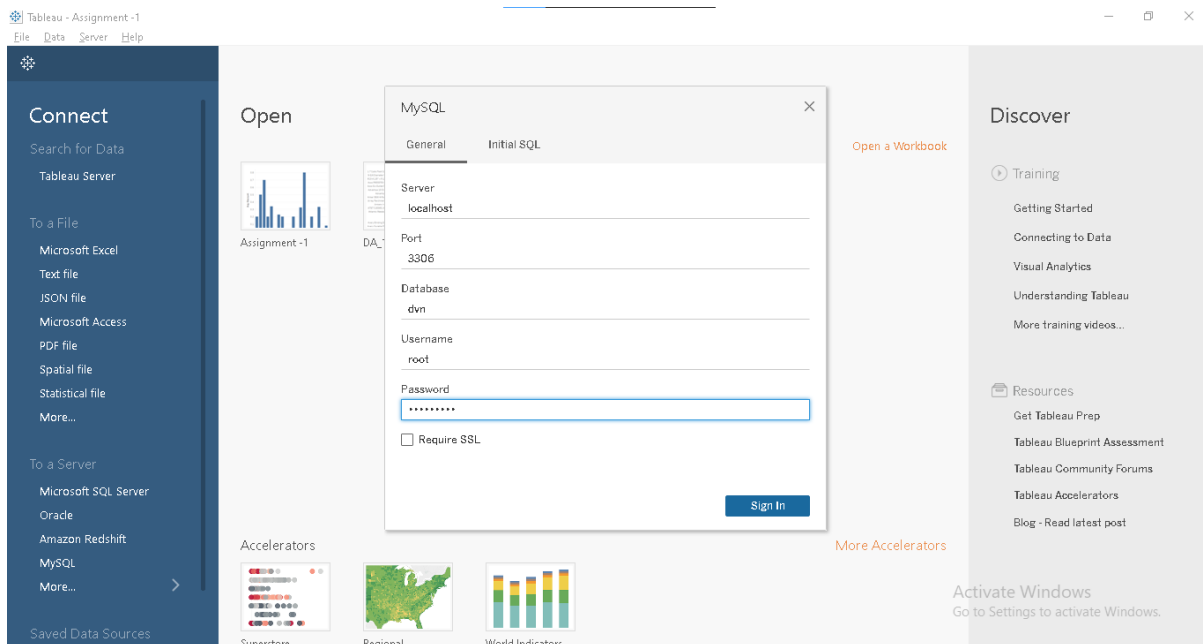 Tableau - Assignment -1
File Data Server Help
Connect
Search for Data
Tableau Server
To a File
Microsoft Excel
Text file
JSON file
Microsoft Access
PDF file
Spatial file
Statistical file
More...
To a Server
Microsoft SQL Server
Oracle
Amazon Redshift
MySQL
More...
Saved Data Sources
Open
Open a Workbook
Assignment -1
DA_1
MySQL
General
Initial SQL
Server
localhost
Port
3306
Database
dvn
Username
root
Password
•••••••••
Require SSL
Sign In
Accelerators
More Accelerators
Superstore
Regional
World Indicators
Discover
Training
Getting Started
Connecting to Data
Visual Analytics
Understanding Tableau
More training videos...
Resources
Get Tableau Prep
Tableau Blueprint Assessment
Tableau Community Forums
Tableau Accelerators
Blog - Read latest post
Activate Windows
Go to Settings to activate Windows.